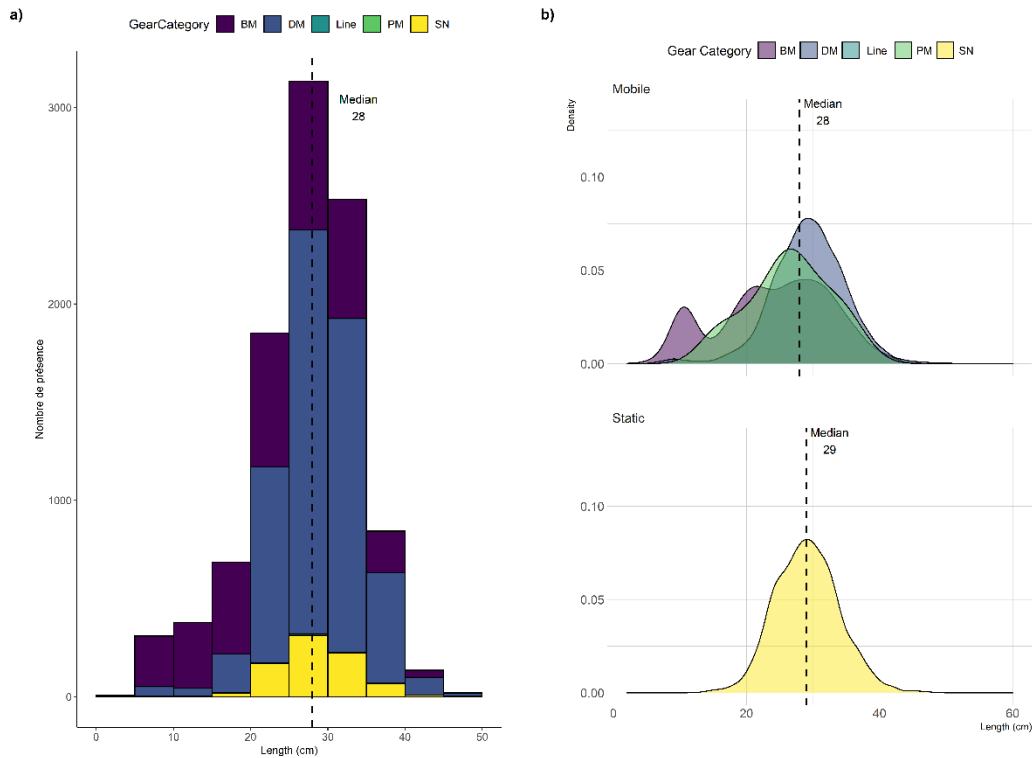 a)
GearCategory BM DM Line PM SN
Median
28
3000
2000
1000
0
Nombre de présence
0 10 20 30 40 50
Length (cm)
b)
Gear Category BM DM Line PM SN
Mobile
Median
28
Density
0.10
0.05
0.00
Static
Median
29
0.10
0.05
0.00
0 20 40 60
Length (cm)